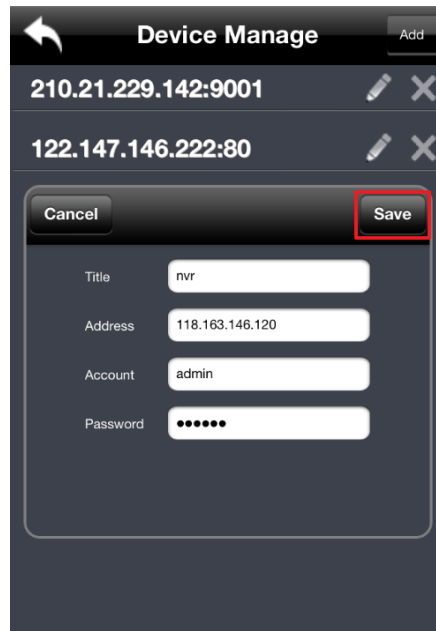 Device Manage Add
210.21.229.142:9001
122.147.146.222:80
Cancel Save
Title nvr
Address 118.163.146.120
Account admin
Password ●●●●●●